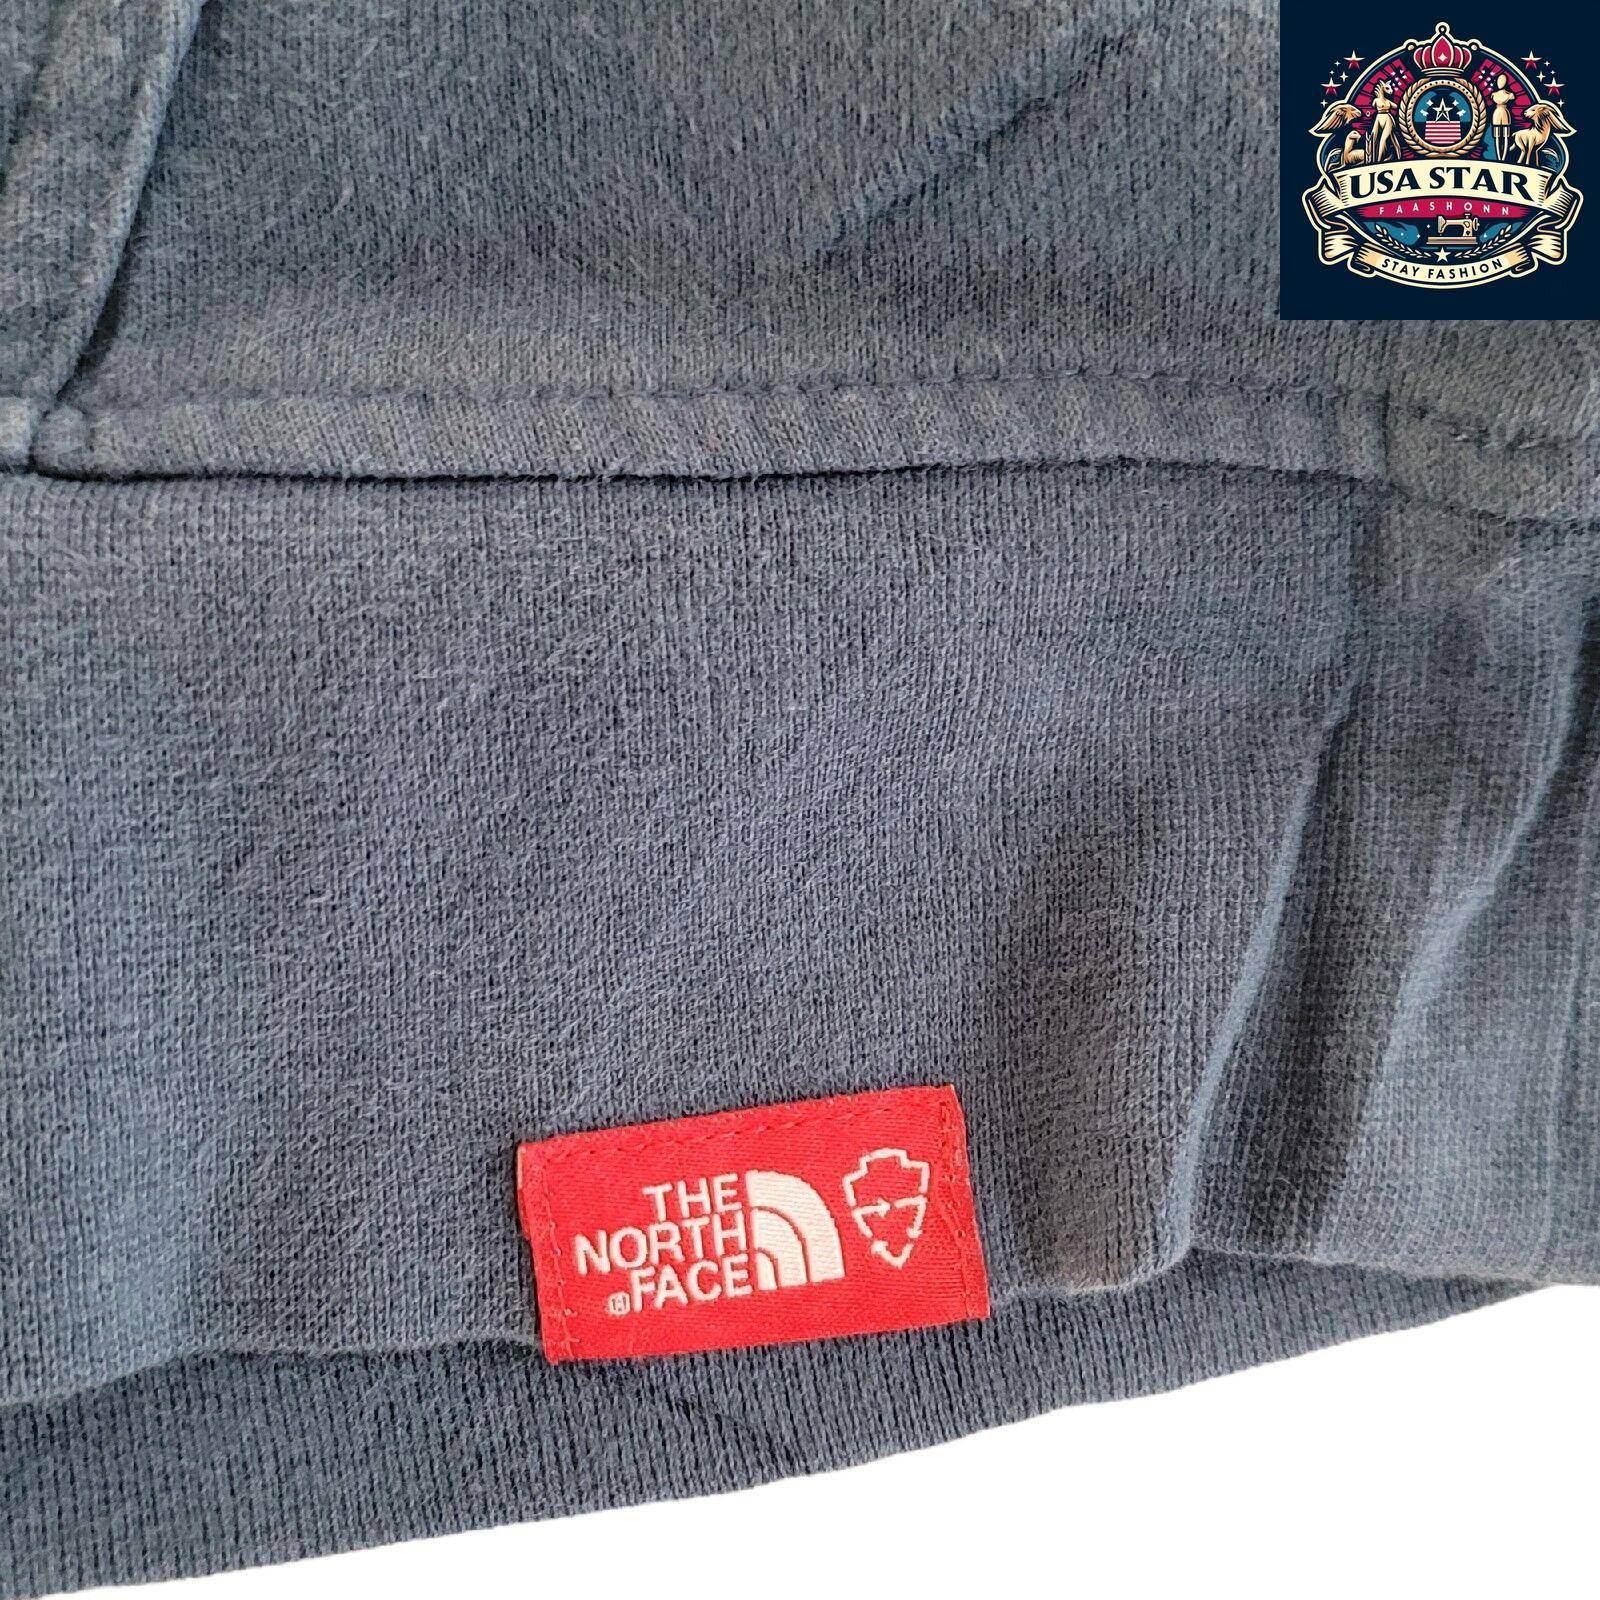 USA STAR
FAASHONN
STAY FASHION
THE
NORTH
FACE